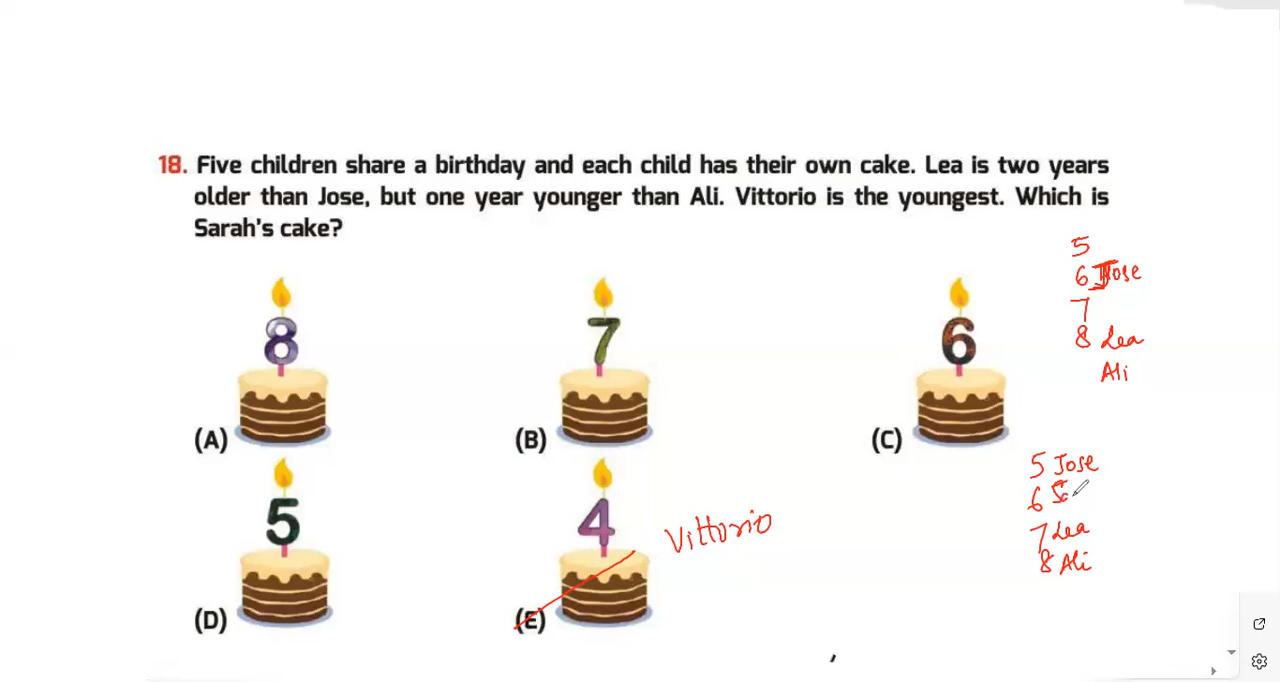 18. Five children share a birthday and each child has their own cake. Lea is two years
older than Jose, but one year younger than Ali. Vittorio is the youngest. Which is
Sarah's cake?
5
6 Jose
7
8 Lea
Ali
8
7
6
(A)
(B)
(C)
5 Jose
6
7 Lea
8 Ali
5
4
Vittorio
(D)
(E)